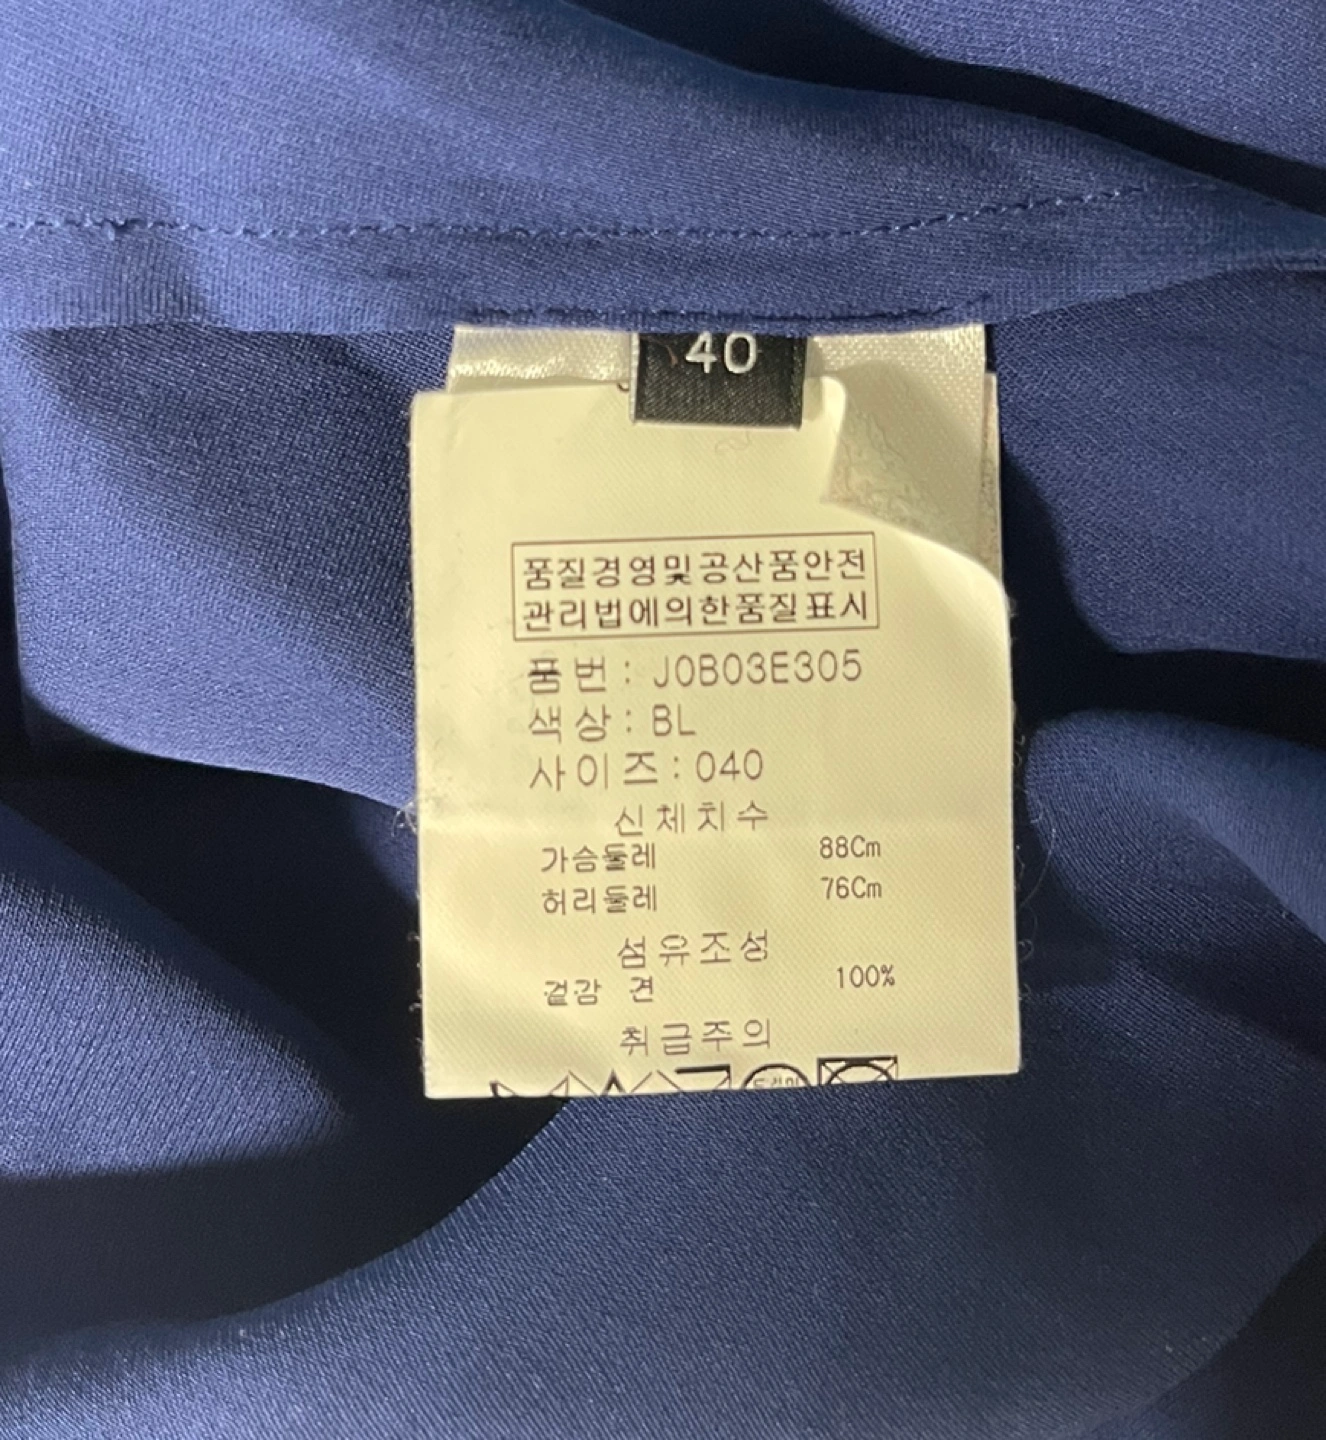 40
품질경영및공산품안전
관리법에의한품질표시
품번: J0B03E305
색상: BL
사이즈: 040
신체치수
가슴둘레 88Cm
허리둘레 76Cm
섬유조성
겉감 견 100%
취급주의